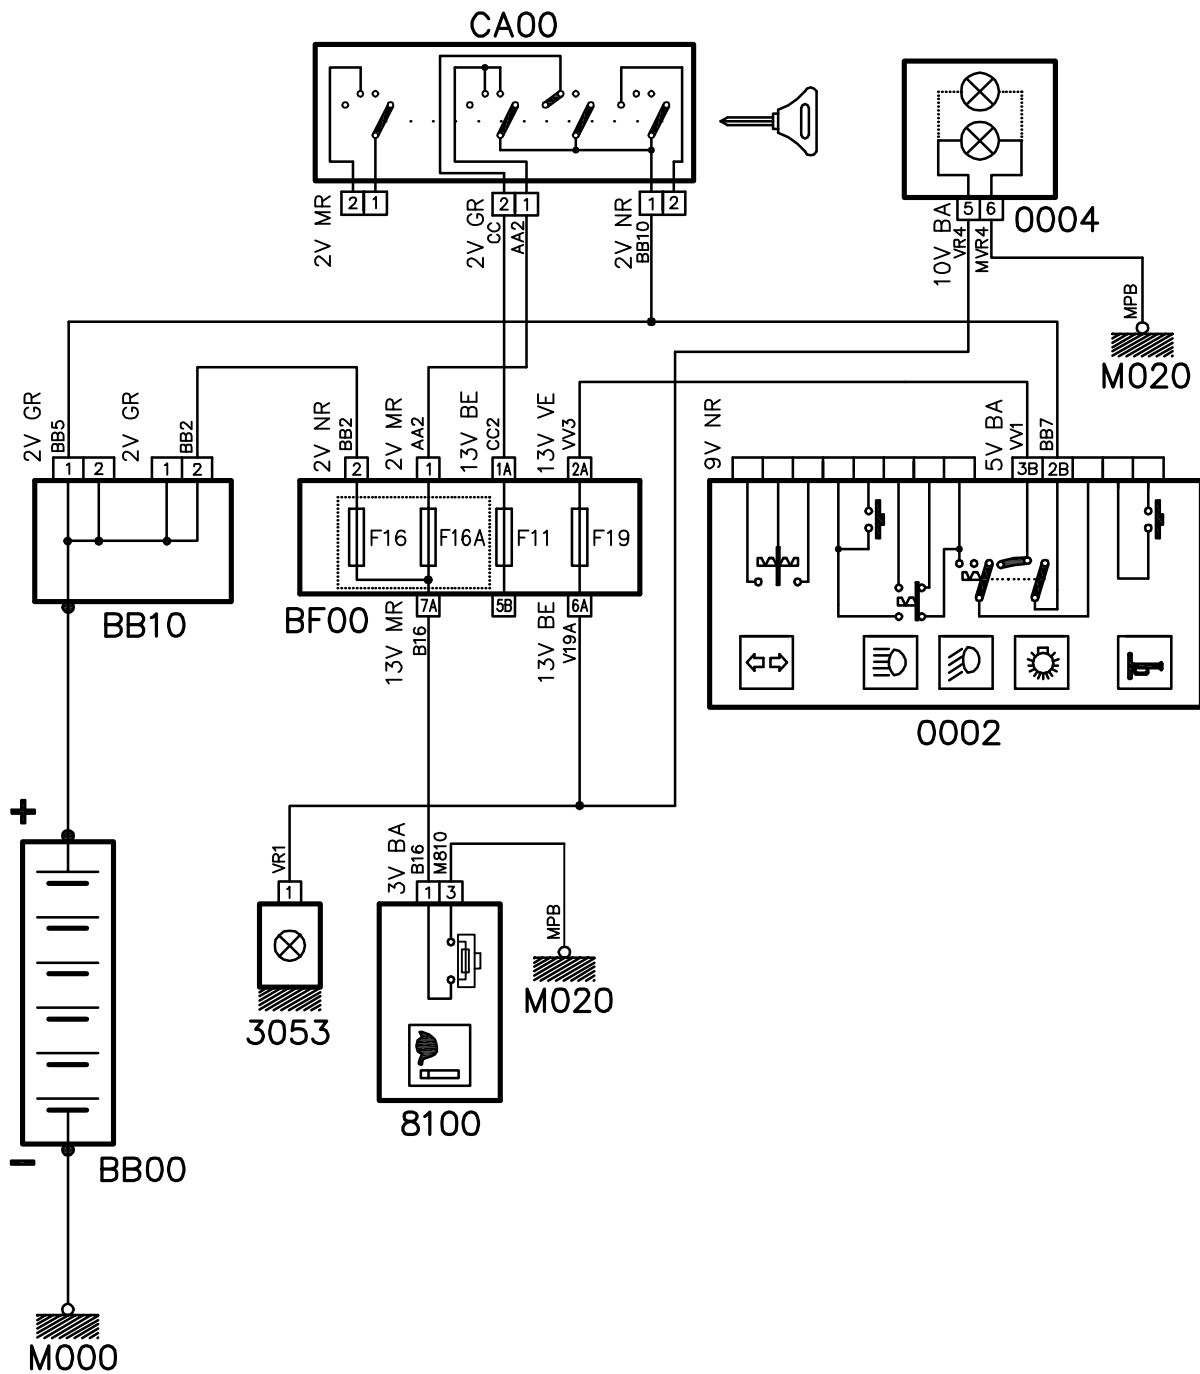 CA00
2 1
2 1
1 2
2V MR
2V GR
CC
AA2
2V NR
BB10
5 6
0004
10V BA
VR4
MVR4
MPB
M020
2V GR
BB5
2V GR
BB2
2V NR
BB2
2V MR
AA2
13V BE
CC2
13V VE
VV3
9V NR
5V BA
VV1
BB7
1 2
1 2
2
1
1A
2A
3B 2B
F16
F16A
F11
F19
BB10
BF00
7A
5B
6A
13V MR
B16
13V BE
V19A
0002
+
VR1
3V BA
B16
M810
1
1 3
MPB
M020
3053
8100
-
BB00
M000